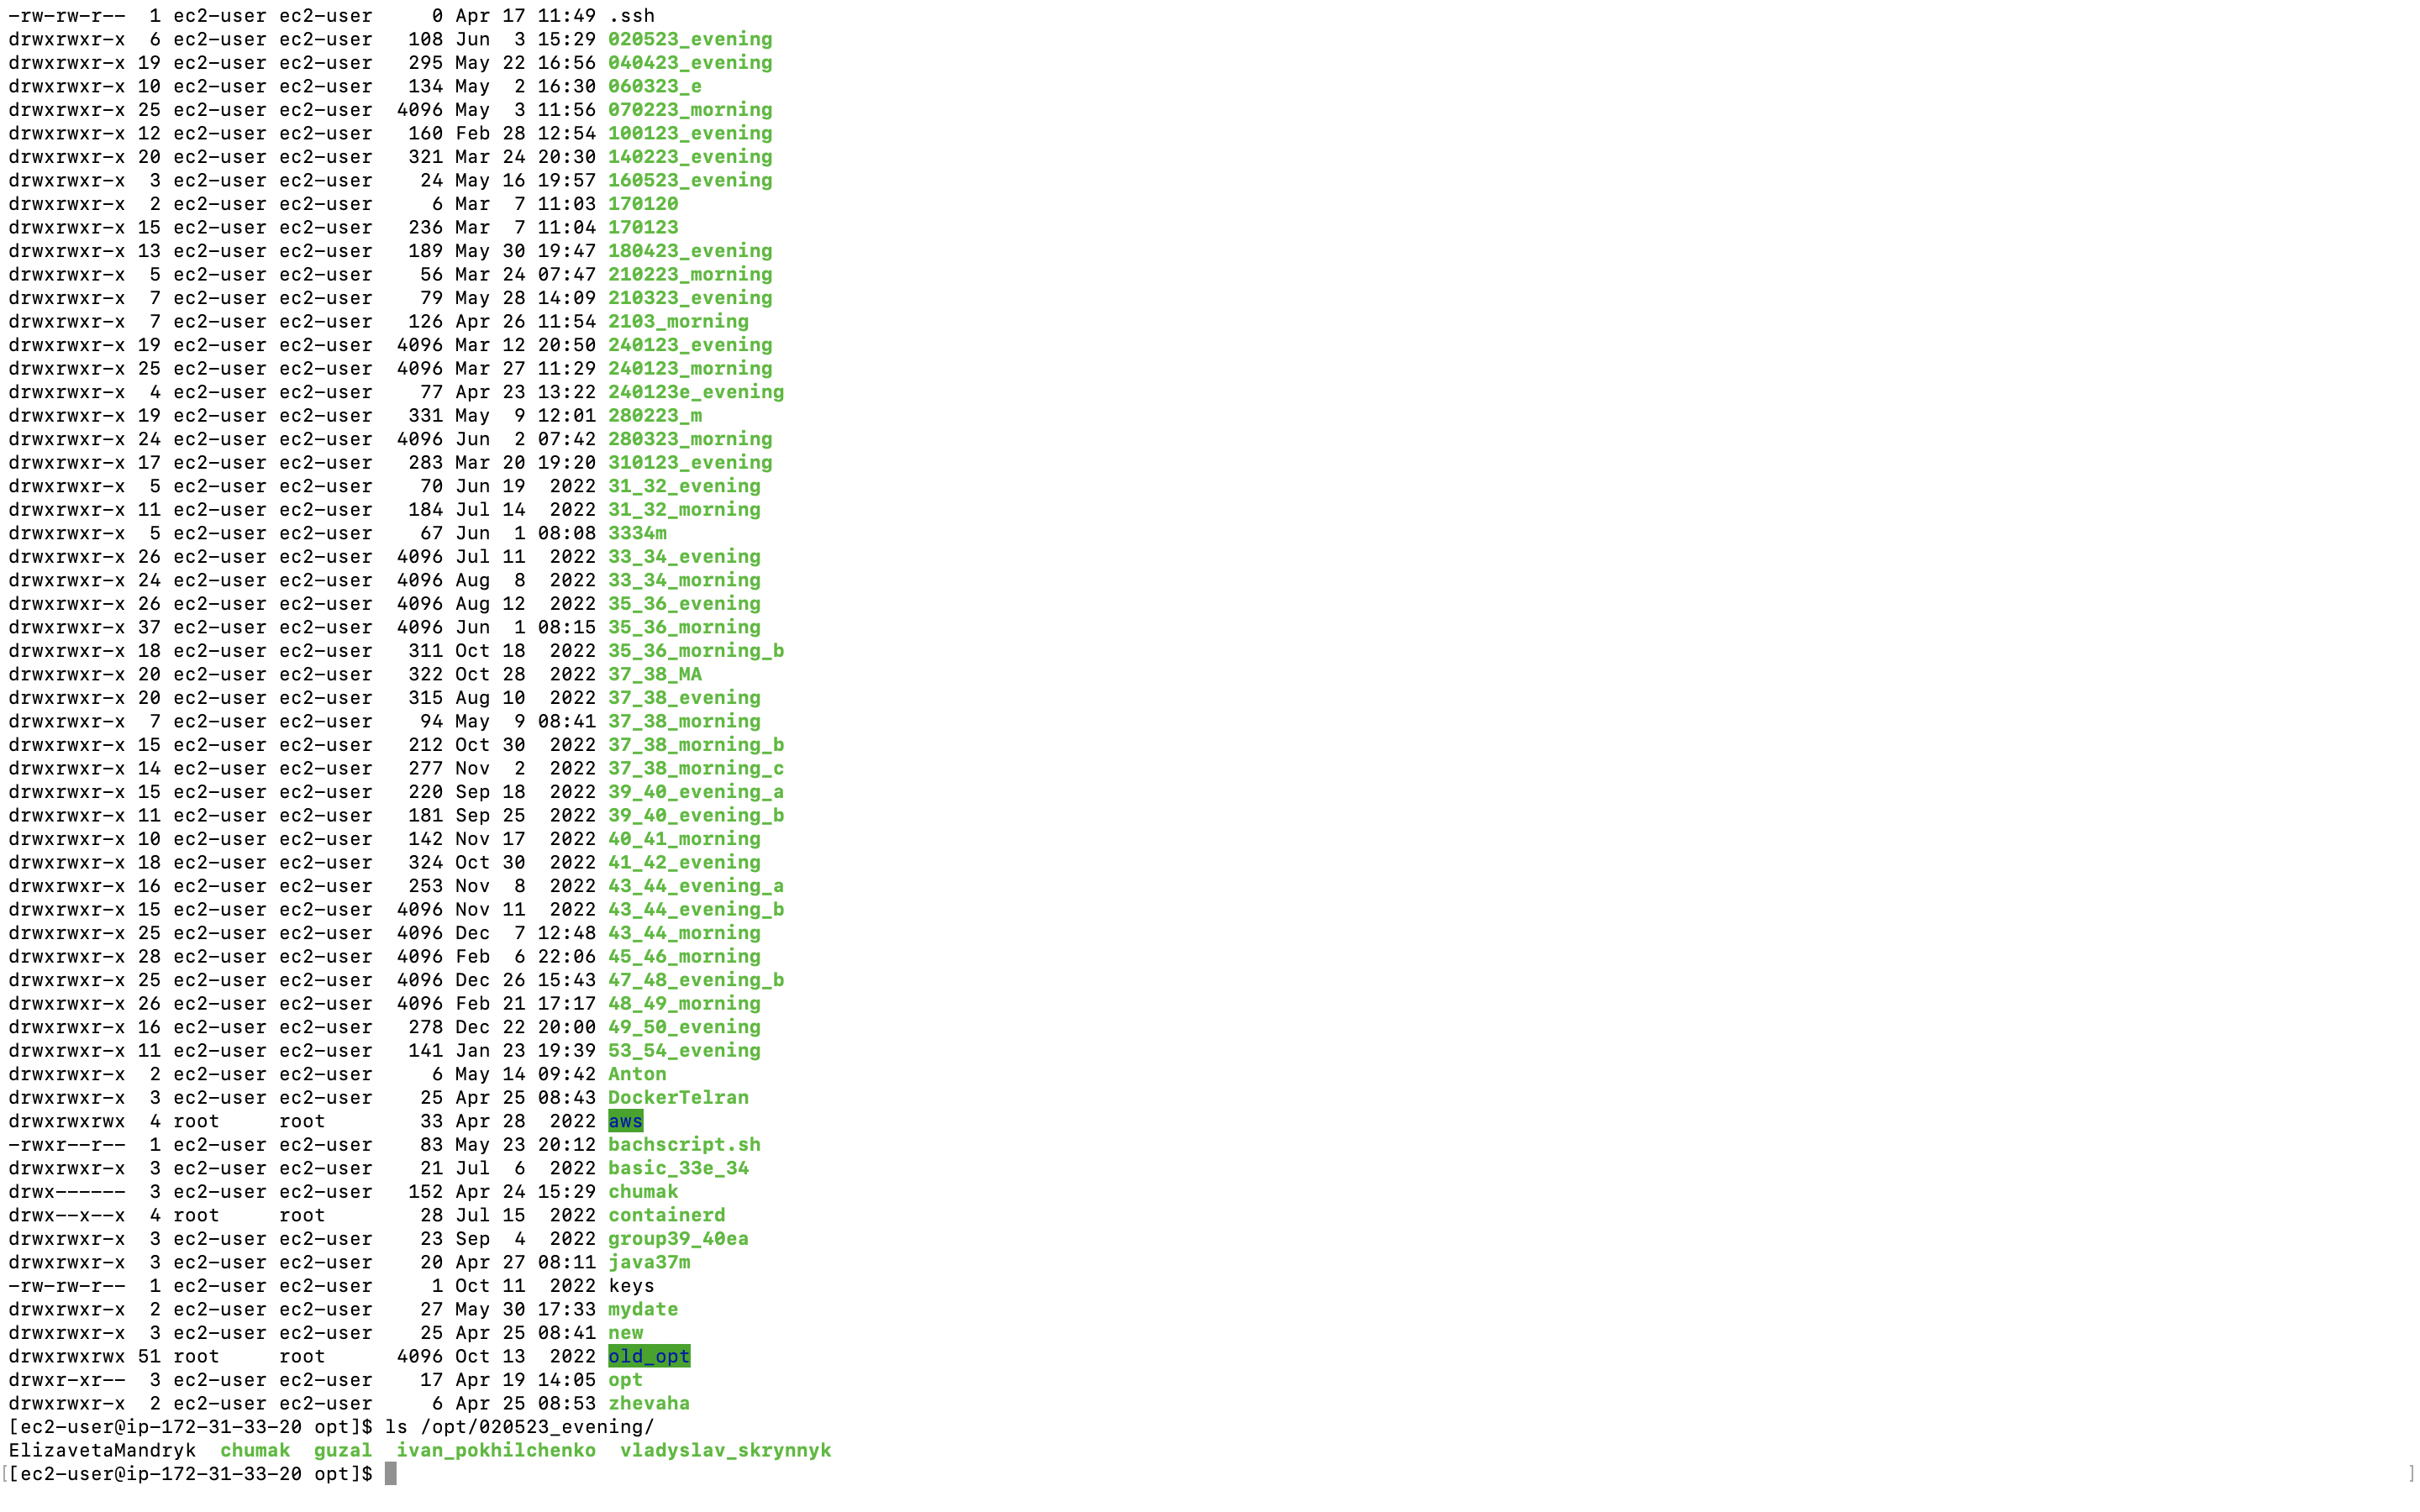 -rw-rw-r--  1 ec2-user ec2-user     0 Apr 17 11:49 .ssh
drwxrwxr-x  6 ec2-user ec2-user   108 Jun  3 15:29 020523_evening
drwxrwxr-x 19 ec2-user ec2-user   295 May 22 16:56 040423_evening
drwxrwxr-x 10 ec2-user ec2-user   134 May  2 16:30 060323_e
drwxrwxr-x 25 ec2-user ec2-user  4096 May  3 11:56 070223_morning
drwxrwxr-x 12 ec2-user ec2-user   160 Feb 28 12:54 100123_evening
drwxrwxr-x 20 ec2-user ec2-user   321 Mar 24 20:30 140223_evening
drwxrwxr-x  3 ec2-user ec2-user    24 May 16 19:57 160523_evening
drwxrwxr-x  2 ec2-user ec2-user     6 Mar  7 11:03 170120
drwxrwxr-x 15 ec2-user ec2-user   236 Mar  7 11:04 170123
drwxrwxr-x 13 ec2-user ec2-user   189 May 30 19:47 180423_evening
drwxrwxr-x  5 ec2-user ec2-user    56 Mar 24 07:47 210223_morning
drwxrwxr-x  7 ec2-user ec2-user    79 May 28 14:09 210323_evening
drwxrwxr-x  7 ec2-user ec2-user   126 Apr 26 11:54 2103_morning
drwxrwxr-x 19 ec2-user ec2-user  4096 Mar 12 20:50 240123_evening
drwxrwxr-x 25 ec2-user ec2-user  4096 Mar 27 11:29 240123_morning
drwxrwxr-x  4 ec2-user ec2-user    77 Apr 23 13:22 240123e_evening
drwxrwxr-x 19 ec2-user ec2-user   331 May  9 12:01 280223_m
drwxrwxr-x 24 ec2-user ec2-user  4096 Jun  2 07:42 280323_morning
drwxrwxr-x 17 ec2-user ec2-user   283 Mar 20 19:20 310123_evening
drwxrwxr-x  5 ec2-user ec2-user    70 Jun 19  2022 31_32_evening
drwxrwxr-x 11 ec2-user ec2-user   184 Jul 14  2022 31_32_morning
drwxrwxr-x  5 ec2-user ec2-user    67 Jun  1 08:08 3334m
drwxrwxr-x 26 ec2-user ec2-user  4096 Jul 11  2022 33_34_evening
drwxrwxr-x 24 ec2-user ec2-user  4096 Aug  8  2022 33_34_morning
drwxrwxr-x 26 ec2-user ec2-user  4096 Aug 12  2022 35_36_evening
drwxrwxr-x 37 ec2-user ec2-user  4096 Jun  1 08:15 35_36_morning
drwxrwxr-x 18 ec2-user ec2-user   311 Oct 18  2022 35_36_morning_b
drwxrwxr-x 20 ec2-user ec2-user   322 Oct 28  2022 37_38_MA
drwxrwxr-x 20 ec2-user ec2-user   315 Aug 10  2022 37_38_evening
drwxrwxr-x  7 ec2-user ec2-user    94 May  9 08:41 37_38_morning
drwxrwxr-x 15 ec2-user ec2-user   212 Oct 30  2022 37_38_morning_b
drwxrwxr-x 14 ec2-user ec2-user   277 Nov  2  2022 37_38_morning_c
drwxrwxr-x 15 ec2-user ec2-user   220 Sep 18  2022 39_40_evening_a
drwxrwxr-x 11 ec2-user ec2-user   181 Sep 25  2022 39_40_evening_b
drwxrwxr-x 10 ec2-user ec2-user   142 Nov 17  2022 40_41_morning
drwxrwxr-x 18 ec2-user ec2-user   324 Oct 30  2022 41_42_evening
drwxrwxr-x 16 ec2-user ec2-user   253 Nov  8  2022 43_44_evening_a
drwxrwxr-x 15 ec2-user ec2-user  4096 Nov 11  2022 43_44_evening_b
drwxrwxr-x 25 ec2-user ec2-user  4096 Dec  7 12:48 43_44_morning
drwxrwxr-x 28 ec2-user ec2-user  4096 Feb  6 22:06 45_46_morning
drwxrwxr-x 25 ec2-user ec2-user  4096 Dec 26 15:43 47_48_evening_b
drwxrwxr-x 26 ec2-user ec2-user  4096 Feb 21 17:17 48_49_morning
drwxrwxr-x 16 ec2-user ec2-user   278 Dec 22 20:00 49_50_evening
drwxrwxr-x 11 ec2-user ec2-user   141 Jan 23 19:39 53_54_evening
drwxrwxr-x  2 ec2-user ec2-user     6 May 14 09:42 Anton
drwxrwxr-x  3 ec2-user ec2-user    25 Apr 25 08:43 DockerTelran
drwxrwxrwx  4 root     root        33 Apr 28  2022 aws
-rwxr--r--  1 ec2-user ec2-user    83 May 23 20:12 bachscript.sh
drwxrwxr-x  3 ec2-user ec2-user    21 Jul  6  2022 basic_33e_34
drwx------  3 ec2-user ec2-user   152 Apr 24 15:29 chumak
drwx--x--x  4 root     root        28 Jul 15  2022 containerd
drwxrwxr-x  3 ec2-user ec2-user    23 Sep  4  2022 group39_40ea
drwxrwxr-x  3 ec2-user ec2-user    20 Apr 27 08:11 java37m
-rw-rw-r--  1 ec2-user ec2-user     1 Oct 11  2022 keys
drwxrwxr-x  2 ec2-user ec2-user    27 May 30 17:33 mydate
drwxrwxr-x  3 ec2-user ec2-user    25 Apr 25 08:41 new
drwxrwxrwx 51 root     root      4096 Oct 13  2022 old_opt
drwxr-xr--  3 ec2-user ec2-user    17 Apr 19 14:05 opt
drwxrwxr-x  2 ec2-user ec2-user     6 Apr 25 08:53 zhevaha
[ec2-user@ip-172-31-33-20 opt]$ ls /opt/020523_evening/
ElizavetaMandryk  chumak  guzal  ivan_pokhilchenko  vladyslav_skrynnyk
[[ec2-user@ip-172-31-33-20 opt]$ ]